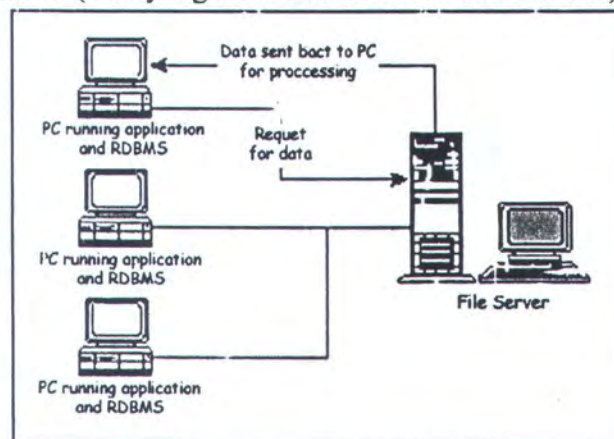 Data sent bact to PC
for proccessing
PC running application
and RDBMS
Requet
for data
PC running application
and RDBMS
File Server
PC running application
and RDBMS